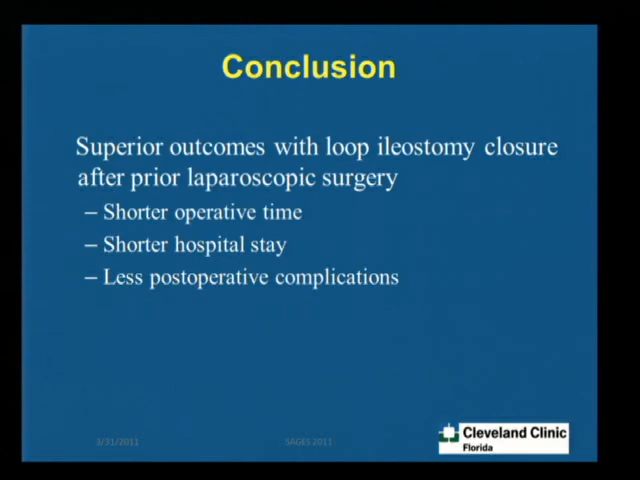 Conclusion
Superior outcomes with loop ileostomy closure
after prior laparoscopic surgery
– Shorter operative time
– Shorter hospital stay
– Less postoperative complications
3/31/2011
SAGES 2011
Cleveland Clinic
Florida